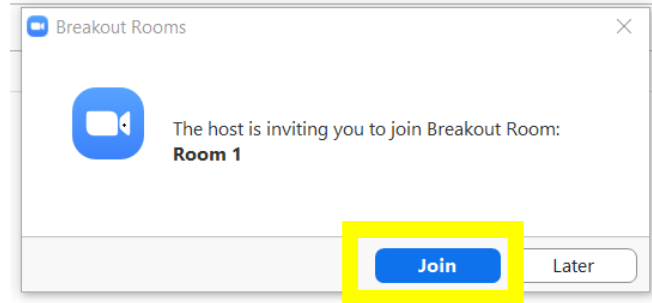 Breakout Rooms
The host is inviting you to join Breakout Room:
Room 1
Join
Later